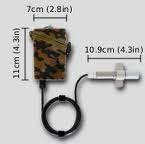 7cm (2.8in)
10.9cm (4.3in)
11cm (4.3in)